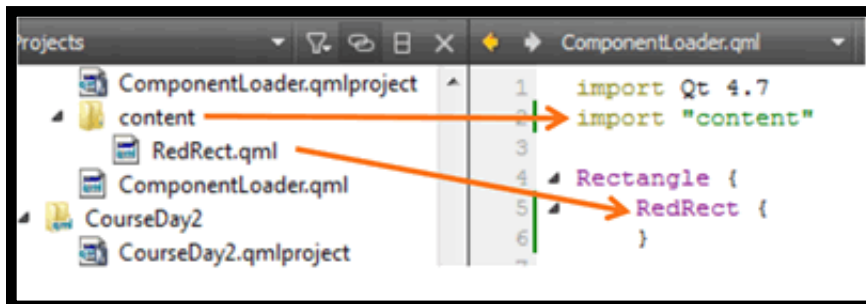 Projects
ComponentLoader.qmlproject
content
RedRect.qml
ComponentLoader.qml
CourseDay2
CourseDay2.qmlproject
ComponentLoader.qml
1 import Qt 4.7
2 import "content"
3
4 Rectangle {
5 RedRect {
6 }